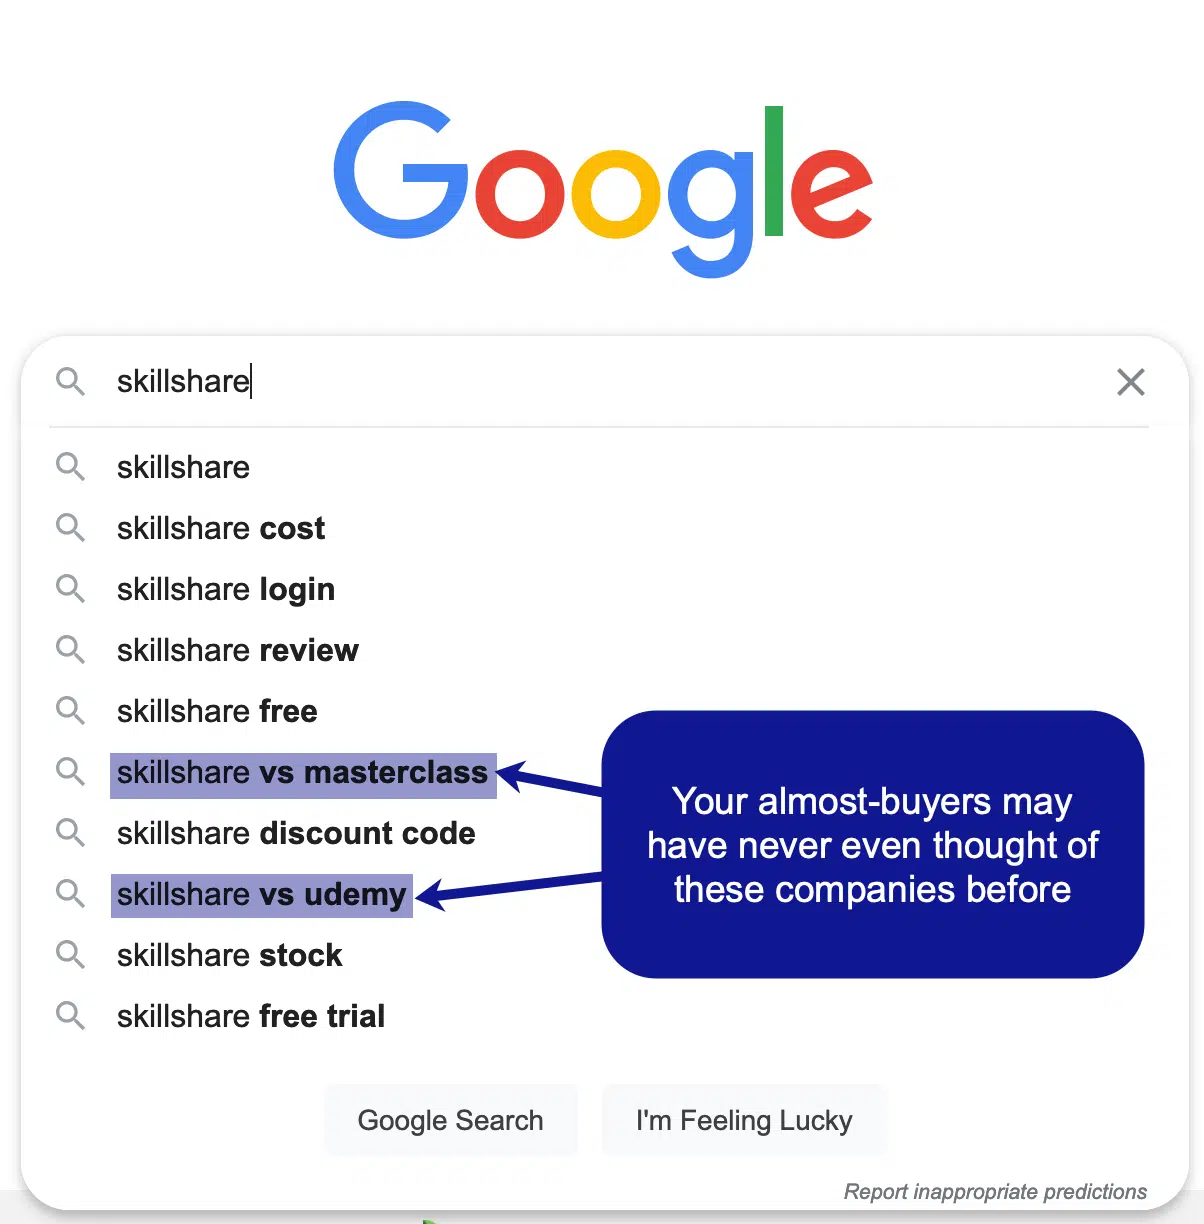 Google
skillshare
skillshare
skillshare cost
skillshare login
skillshare review
skillshare free
skillshare vs masterclass
skillshare discount code
skillshare vs udemy
skillshare stock
skillshare free trial
Your almost-buyers may
have never even thought of
these companies before
Google Search
I'm Feeling Lucky
Report inappropriate predictions